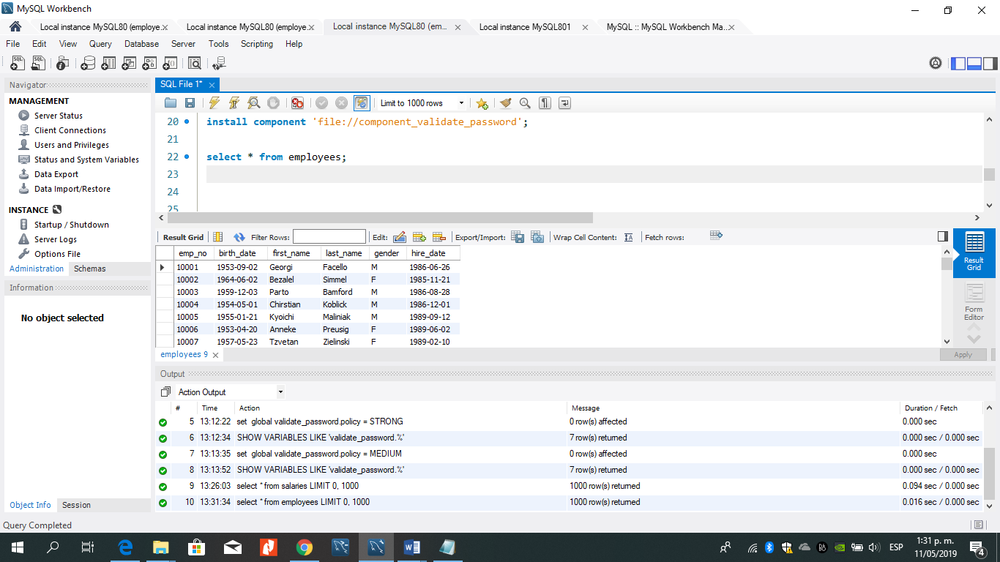 MySQL Workbench
Local instance MySQL80 (employe... Local instance MySQL80 (employe... Local instance MySQL80 (em... Local instance MySQL801 MySQL :: MySQL Workbench Ma...
File Edit View Query Database Server Tools Scripting Help
Navigator
MANAGEMENT
Server Status
Client Connections
Users and Privileges
Status and System Variables
Data Export
Data Import/Restore
INSTANCE
Startup / Shutdown
Server Logs
Options File
Administration Schemas
Information
No object selected
Object Info Session
SQL File 1*
Limit to 1000 rows
20 install component 'file://component_validate_password';
21
22 select * from employees;
23
24
25
Result Grid Filter Rows: Edit: Export/Import: Wrap Cell Content: Fetch rows:
emp_no birth_date first_name last_name gender hire_date
10001 1953-09-02 Georgi Facello M 1986-06-26
10002 1964-06-02 Bezalel Simmel F 1985-11-21
10003 1959-12-03 Parto Bamford M 1986-08-28
10004 1954-05-01 Chirstian Koblick M 1986-12-01
10005 1955-01-21 Kyoichi Maliniak M 1989-09-12
10006 1953-04-20 Anneke Preusig F 1989-06-02
10007 1957-05-23 Tzvetan Zielinski F 1989-02-10
Result
Grid
Form
Editor
employees 9
Apply
Output
Action Output
# Time Action Message Duration / Fetch
5 13:12:22 set global validate_password.policy = STRONG 0 row(s) affected 0.000 sec
6 13:12:34 SHOW VARIABLES LIKE 'validate_password.%' 7 row(s) returned 0.000 sec / 0.000 sec
7 13:13:35 set global validate_password.policy = MEDIUM 0 row(s) affected 0.000 sec
8 13:13:52 SHOW VARIABLES LIKE 'validate_password.%' 7 row(s) returned 0.000 sec / 0.000 sec
9 13:26:03 select * from salaries LIMIT 0, 1000 1000 row(s) returned 0.094 sec / 0.000 sec
10 13:31:34 select * from employees LIMIT 0, 1000 1000 row(s) returned 0.016 sec / 0.000 sec
Query Completed
ESP
1:31 p. m.
11/05/2019
4